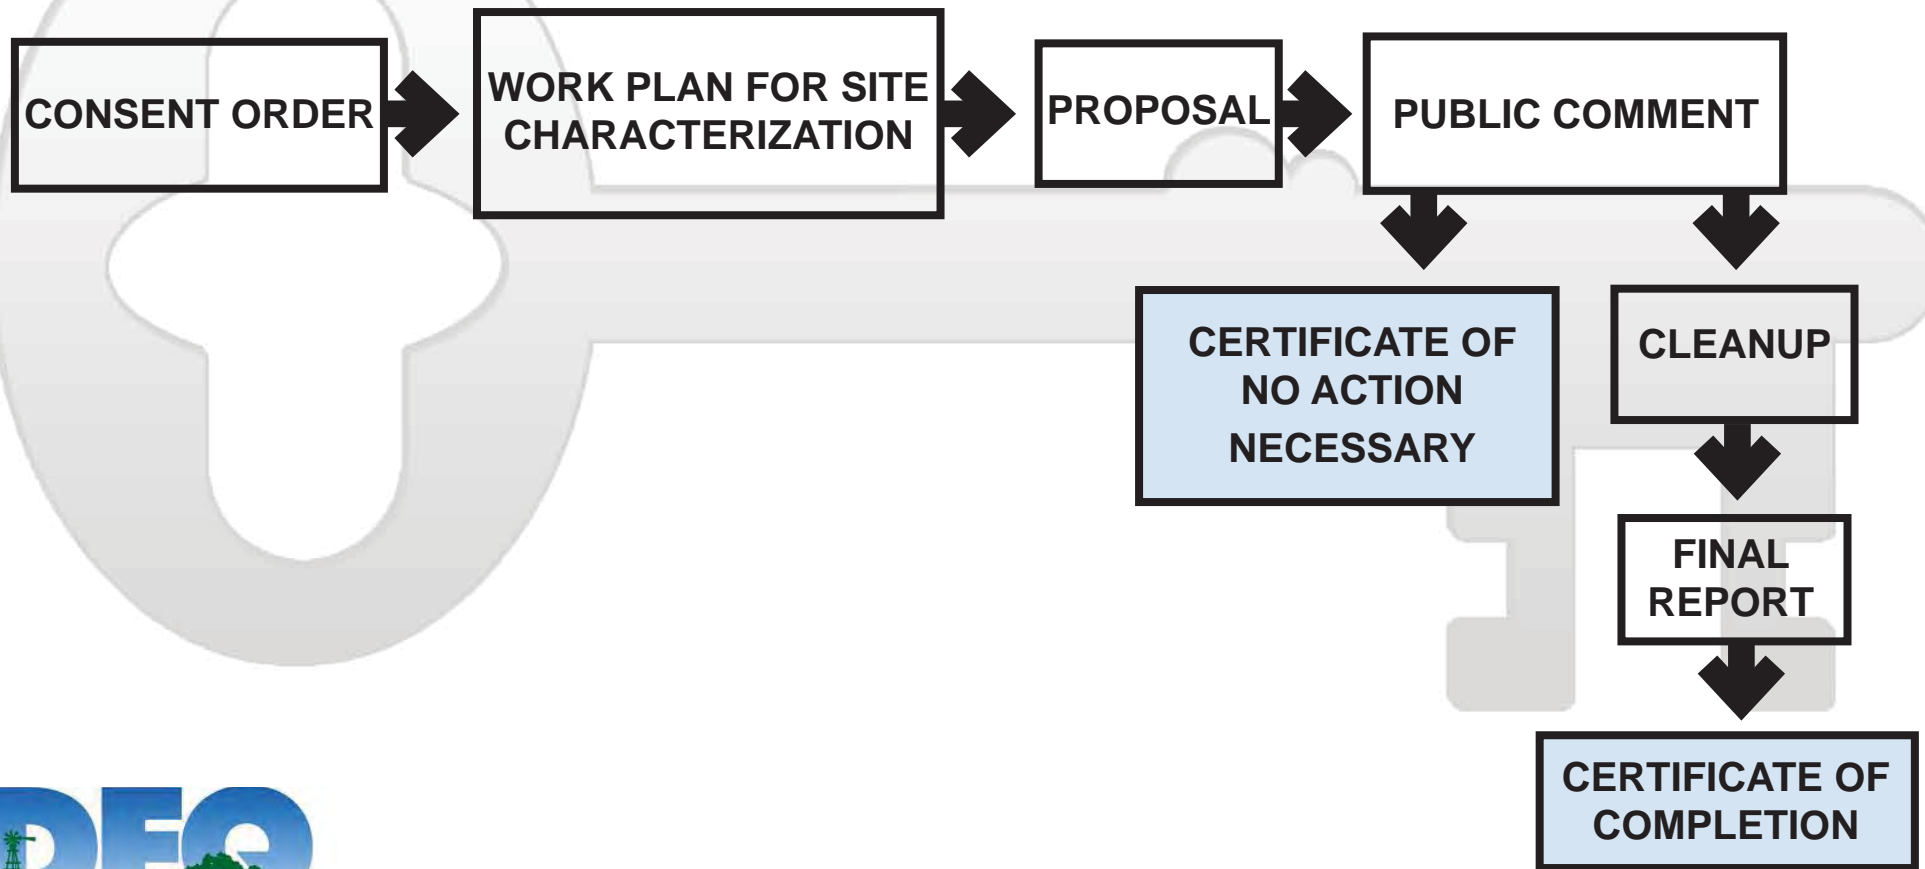 CONSENT ORDER
WORK PLAN FOR SITE
CHARACTERIZATION
PROPOSAL
PUBLIC COMMENT
CERTIFICATE OF
NO ACTION
NECESSARY
CLEANUP
FINAL
REPORT
CERTIFICATE OF
COMPLETION
DEQ